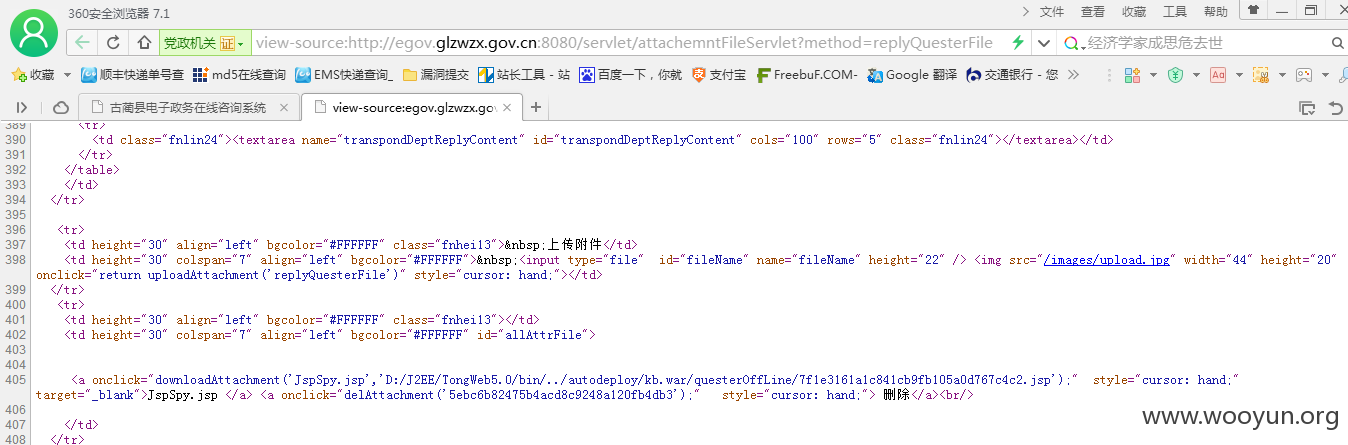 360安全浏览器 7.1
文件 查看 收藏 工具 帮助
党政机关 证 view-source:http://egov.glzwzx.gov.cn:8080/servlet/attachemntFileServlet?method=replyQuesterFile 经济学家成思危去世
收藏 顺丰快递单号查 md5在线查询 EMS快递查询_ 漏洞提交 站长工具 - 站 百度一下，你就 支付宝 FreebuF.COM- Google 翻译 交通银行 - 您
古蔺县电子政务在线咨询系统 view-source:egov.glzwzx.gov
389 <tr>
390 <td class="fnlin24"><textarea name="transpondDeptReplyContent" id="transpondDeptReplyContent" cols="100" rows="5" class="fnlin24"></textarea></td>
391 </tr>
392 </table>
393 </td>
394 </tr>
395
396 <tr>
397 <td height="30" align="left" bgcolor="#FFFFFF" class="fnhei13">&nbsp;上传附件</td>
398 <td height="30" colspan="7" align="left" bgcolor="#FFFFFF">&nbsp;<input type="file"  id="fileName" name="fileName" height="22" /> <img src="/images/upload.jpg" width="44" height="20"
onclick="return uploadAttachment('replyQuesterFile')" style="cursor: hand;"></td>
399 </tr>
400 <tr>
401 <td height="30" align="left" bgcolor="#FFFFFF" class="fnhei13"></td>
402 <td height="30" colspan="7" align="left" bgcolor="#FFFFFF" id="allAttrFile">
403
404
405 <a onclick="downloadAttachment('JspSpy.jsp','D:/J2EE/TongWeb5.0/bin/../autodeploy/kb.war/questerOffLine/7f1e3161a1c841cb9fb105a0d767c4c2.jsp');"  style="cursor: hand;"
target="_blank">JspSpy.jsp </a> <a onclick="delAttachment('5ebc6b82475b4acd8c9248a120fb4db3');"   style="cursor: hand;"> 删除</a><br/>
406
407 </td>
408 </tr>
www.wooyun.org